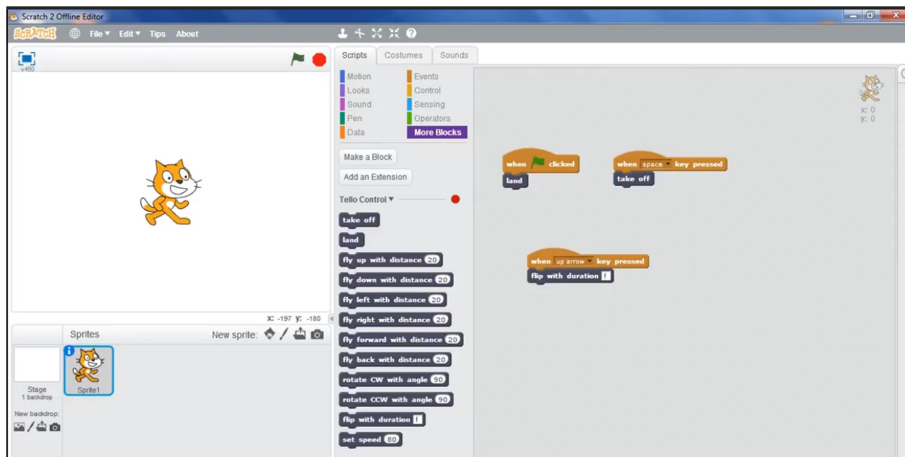 Scratch 2 Offline Editor
SCRATCH File Edit Tips About
v460
Scripts Costumes Sounds
Motion Events
Looks Control
Sound Sensing
Pen Operators
Data More Blocks
Make a Block
Add an Extension
Tello Control
take off
land
fly up with distance 20
fly down with distance 20
fly left with distance 20
fly right with distance 20
fly forward with distance 20
fly back with distance 20
rotate CW with angle 90
rotate CCW with angle 90
flip with duration f
set speed 80
x: 0
y: 0
when clicked
land
when space key pressed
take off
when up arrow key pressed
flip with duration f
x: -197 y: -180
Sprites New sprite:
Stage
1 backdrop
New backdrop:
Sprite1